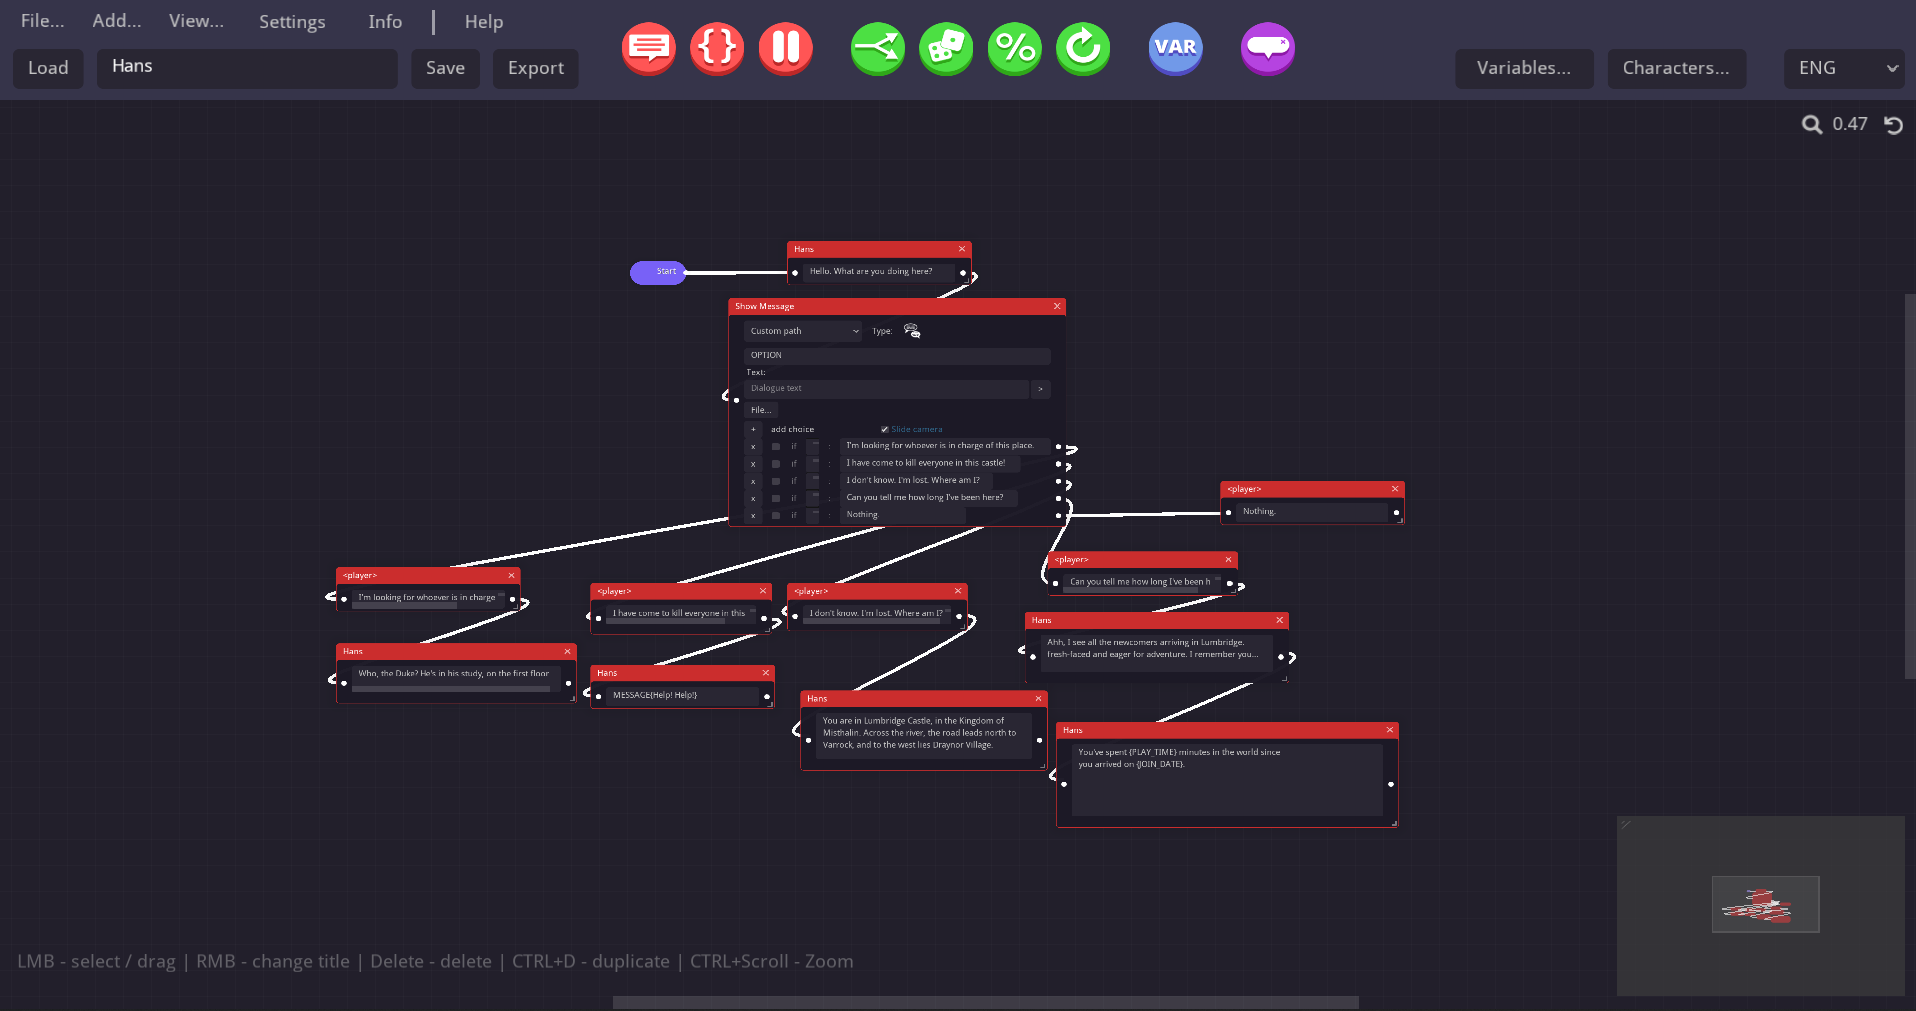 File... Add... View... Settings Info | Help
Load Hans Save Export VAR Variables... Characters... ENG
0.47
Hans
Start Hello. What are you doing here?
Show Message
Custom path Type:
OPTION
Text:
Dialogue text >
File...
+ add choice Slide camera
x if : I'm looking for whoever is in charge of this place.
x if : I have come to kill everyone in this castle!
x if : I don't know. I'm lost. Where am I?
x if : Can you tell me how long I've been here?
x if : Nothing.
<player>
Nothing.
<player>
Can you tell me how long I've been h
<player>
I'm looking for whoever is in charge
<player>
I have come to kill everyone in this
<player>
I don't know. I'm lost. Where am I?
Hans
Ahh, I see all the newcomers arriving in Lumbridge.
fresh-faced and eager for adventure. I remember you...
Hans
Who, the Duke? He's in his study, on the first floor
Hans
MESSAGE{Help! Help!}
Hans
You are in Lumbridge Castle, in the Kingdom of
Misthalin. Across the river, the road leads north to
Varrock, and to the west lies Draynor Village.
Hans
You've spent {PLAY_TIME} minutes in the world since
you arrived on {JOIN_DATE}.
LMB - select / drag | RMB - change title | Delete - delete | CTRL+D - duplicate | CTRL+Scroll - Zoom